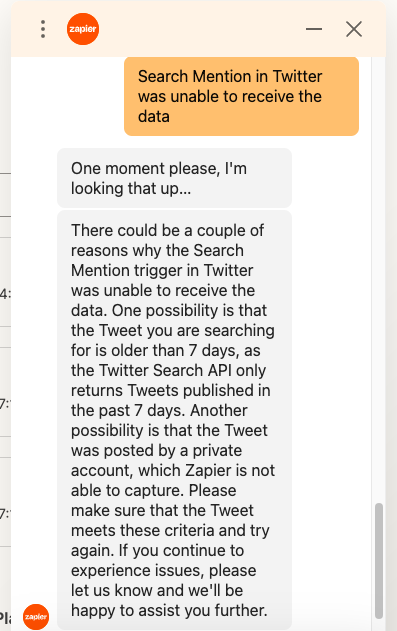 zapier
Search Mention in Twitter
was unable to receive the
data
One moment please, I'm
looking that up...
There could be a couple of
reasons why the Search
Mention trigger in Twitter
was unable to receive the
data. One possibility is that
the Tweet you are searching
for is older than 7 days, as
the Twitter Search API only
returns Tweets published in
the past 7 days. Another
possibility is that the Tweet
was posted by a private
account, which Zapier is not
able to capture. Please
make sure that the Tweet
meets these criteria and try
again. If you continue to
experience issues, please
let us know and we'll be
happy to assist you further.
zapier